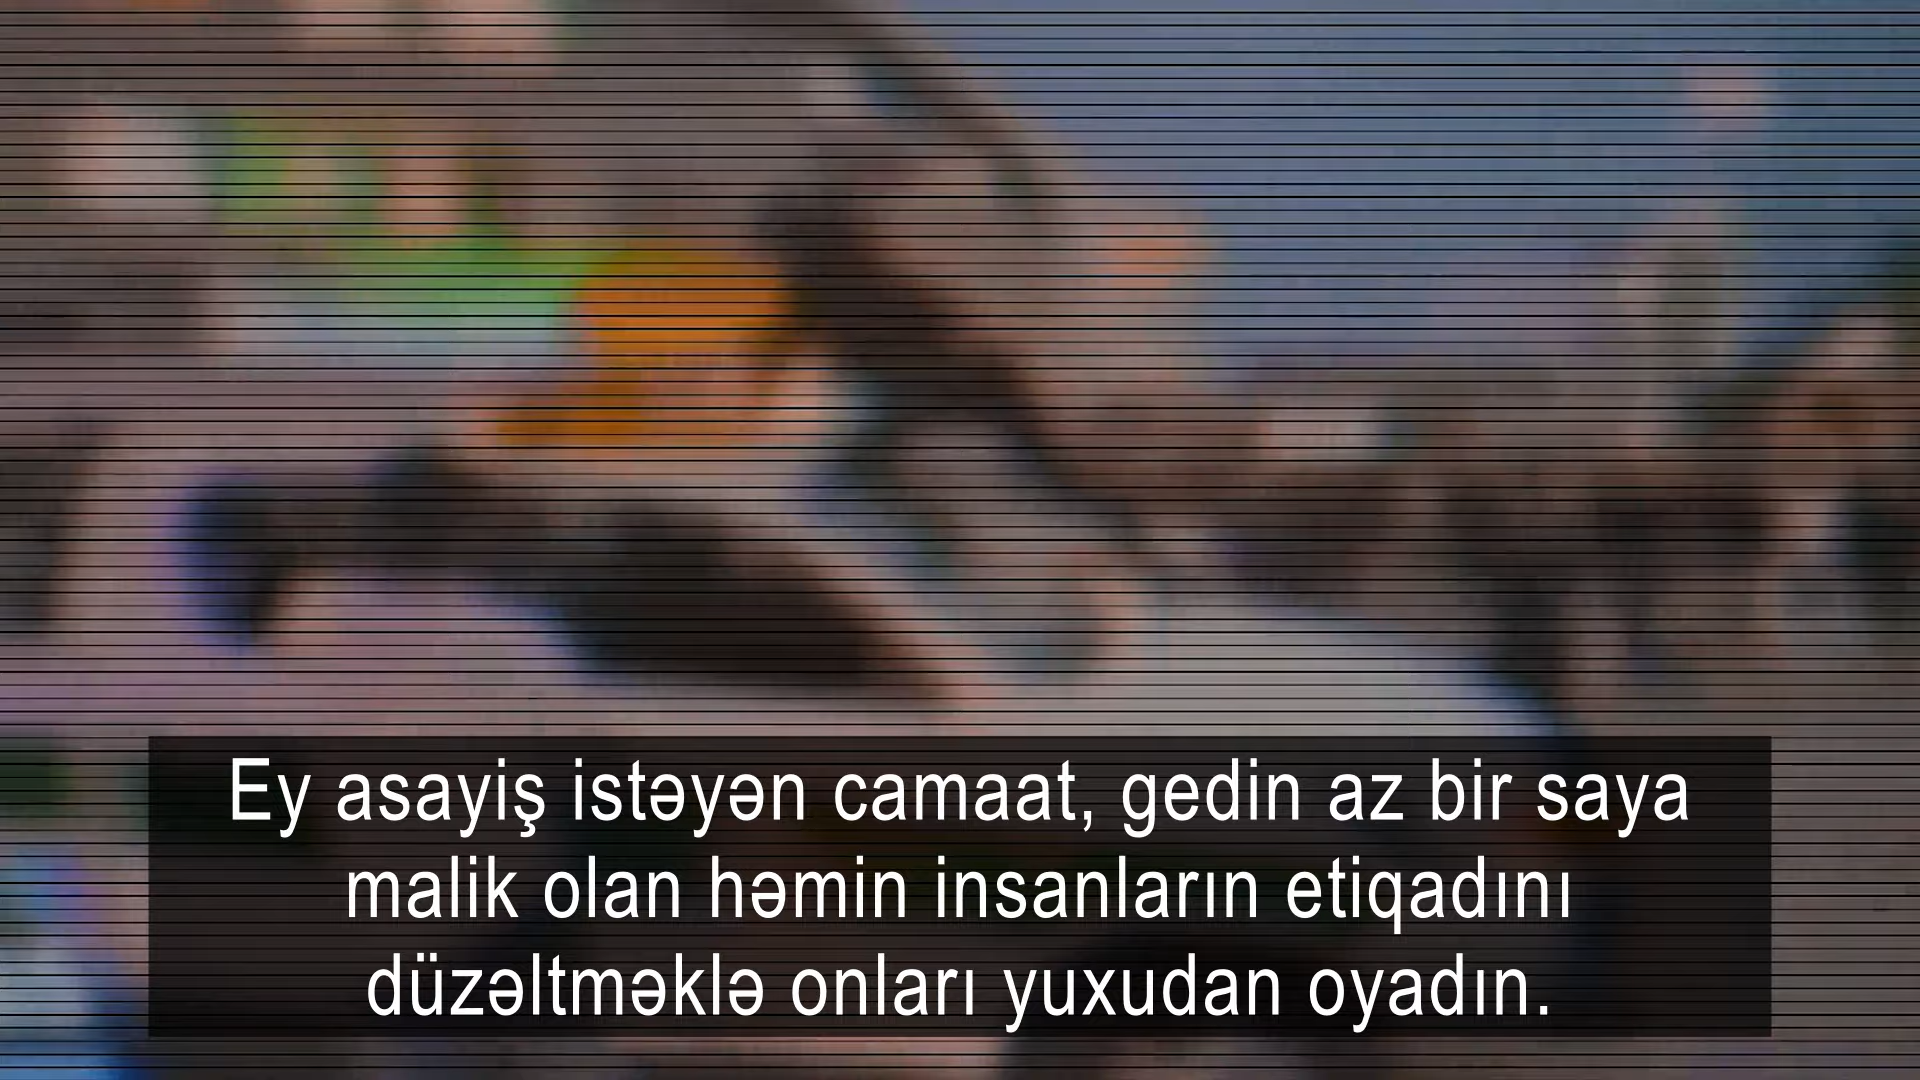 Ey asayiş istəyən camaat, gedin az bir saya
malik olan həmin insanların etiqadını
düzəltməklə onları yuxudan oyadın.